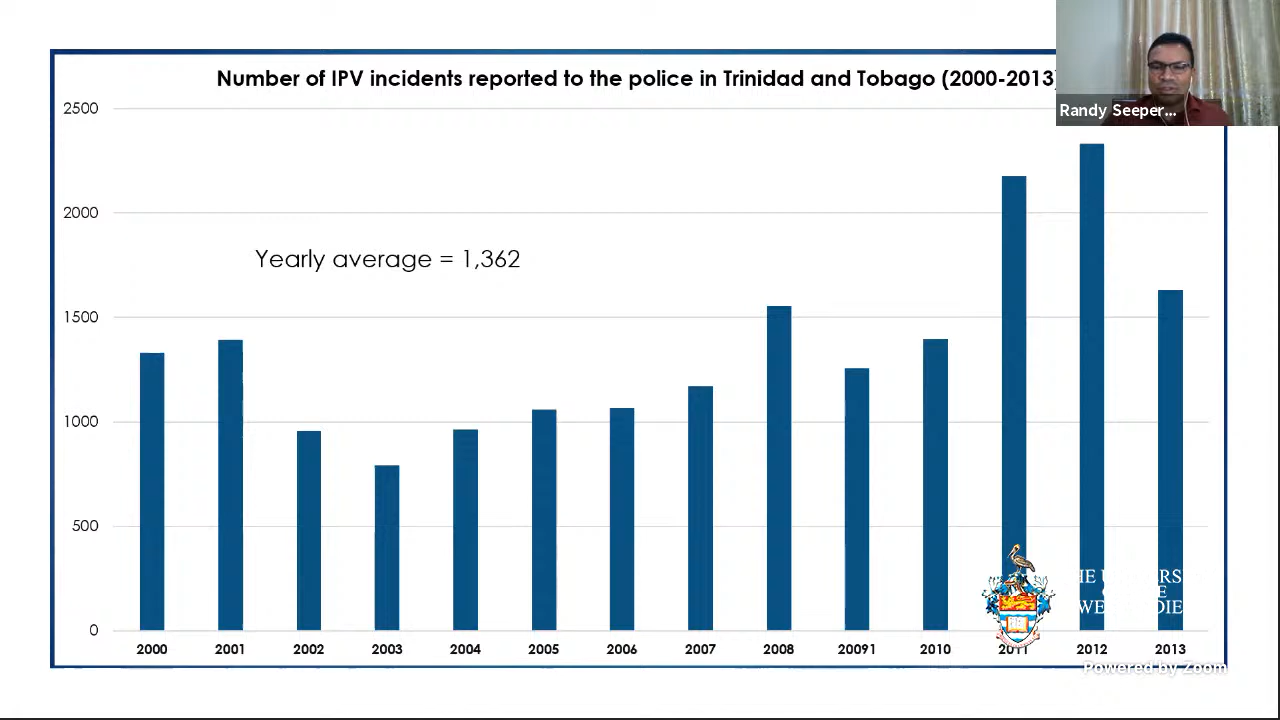 Number of IPV incidents reported to the police in Trinidad and Tobago (2000-2013)
Randy Seeper...
2500
2000
Yearly average = 1,362
1500
1000
500
0
2000 2001 2002 2003 2004 2005 2006 2007 2008 20091 2010 2011 2012 2013
Powered by Zoom